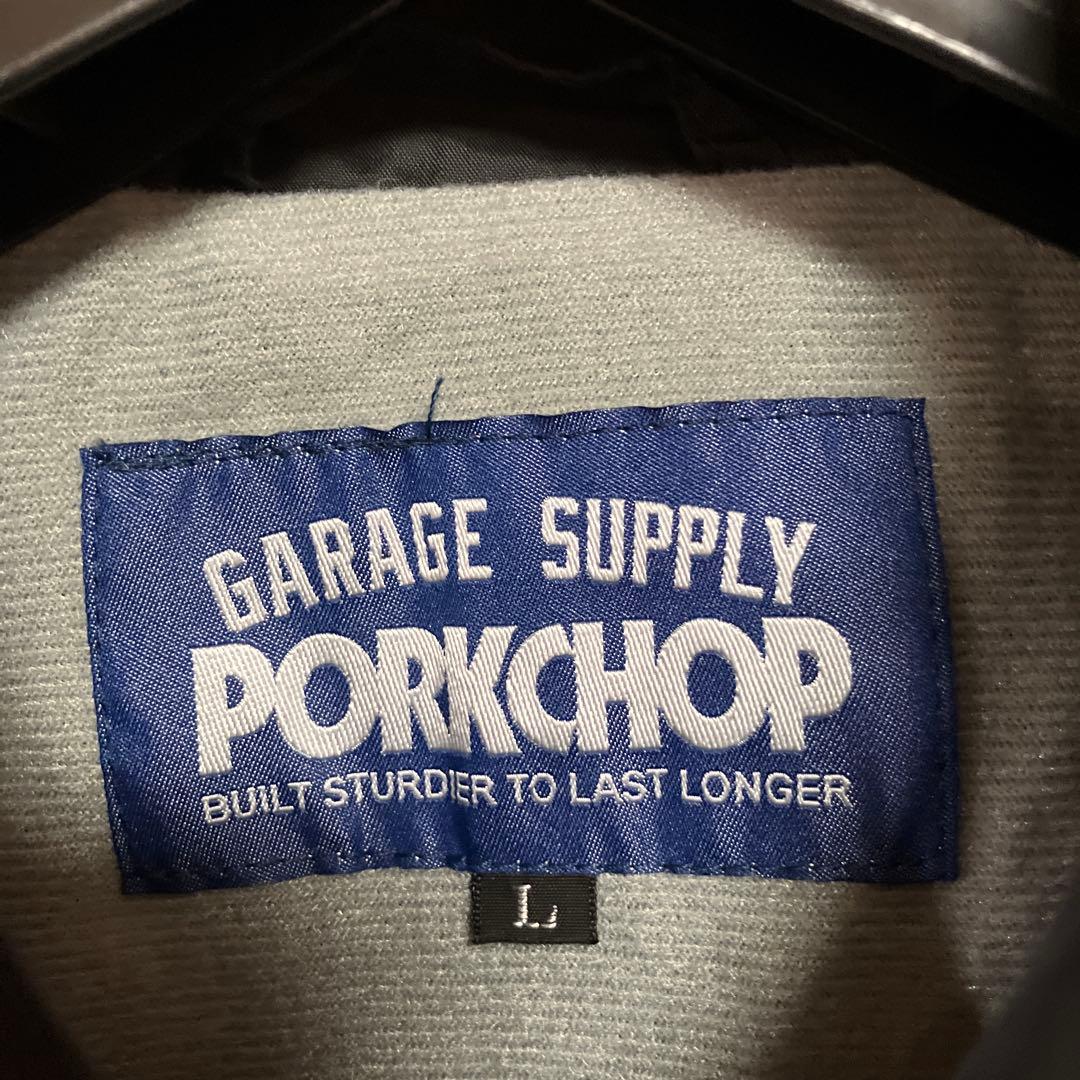 GARAGE SUPPLY
PORKCHOP
BUILT STURDIER TO LAST LONGER
L